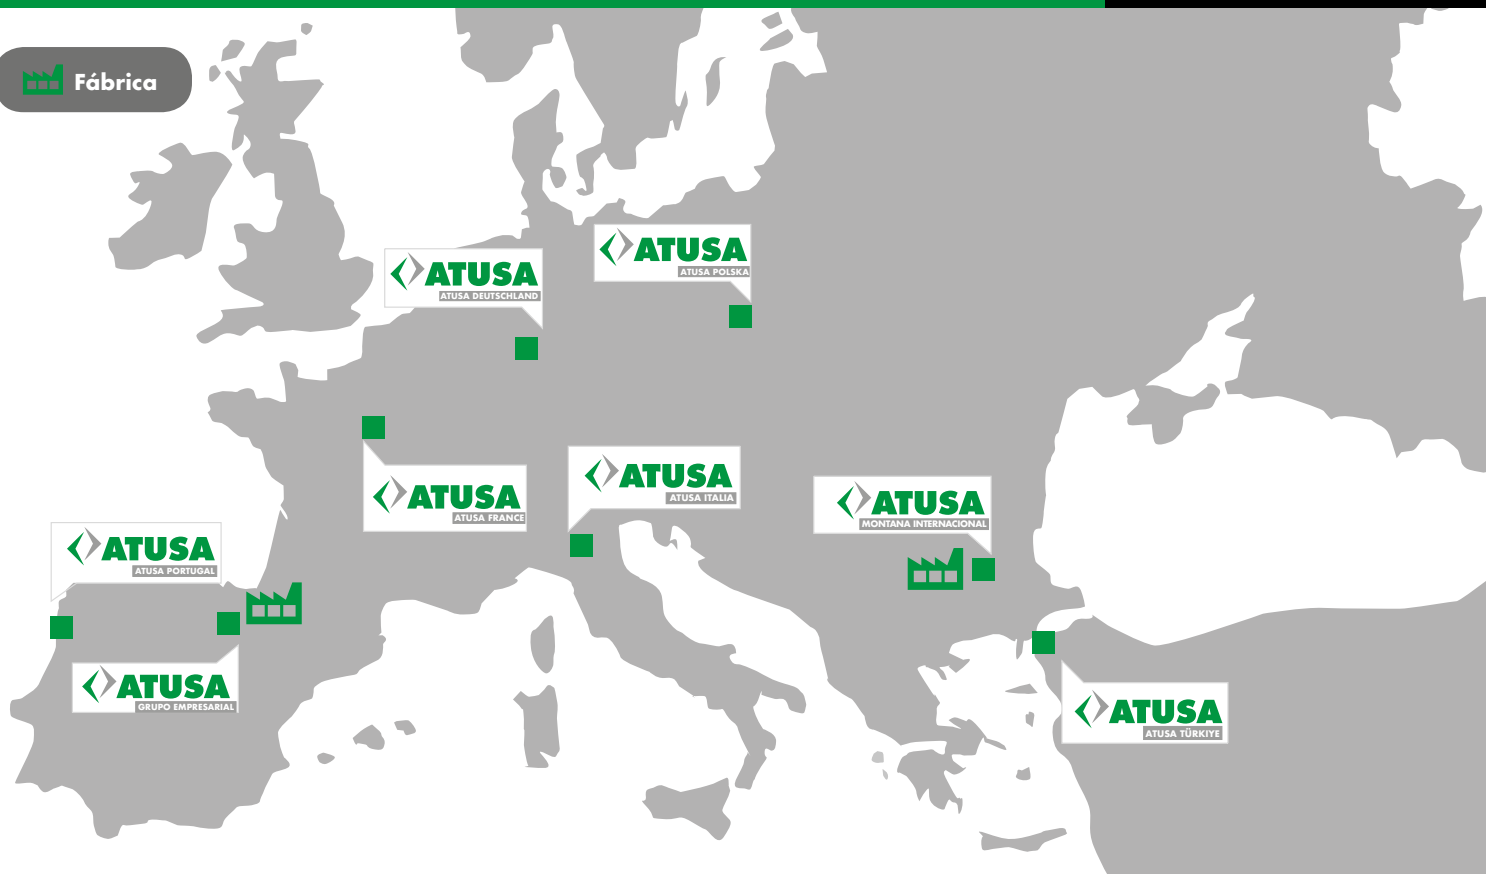 Fábrica
ATUSA
ATUSA POLSKA
ATUSA
ATUSA DEUTSCHLAND
ATUSA
ATUSA FRANCE
ATUSA
ATUSA ITALIA
ATUSA
MONTANA INTERNACIONAL
ATUSA
ATUSA PORTUGAL
ATUSA
GRUPO EMPRESARIAL
ATUSA
ATUSA TÜRKIYE